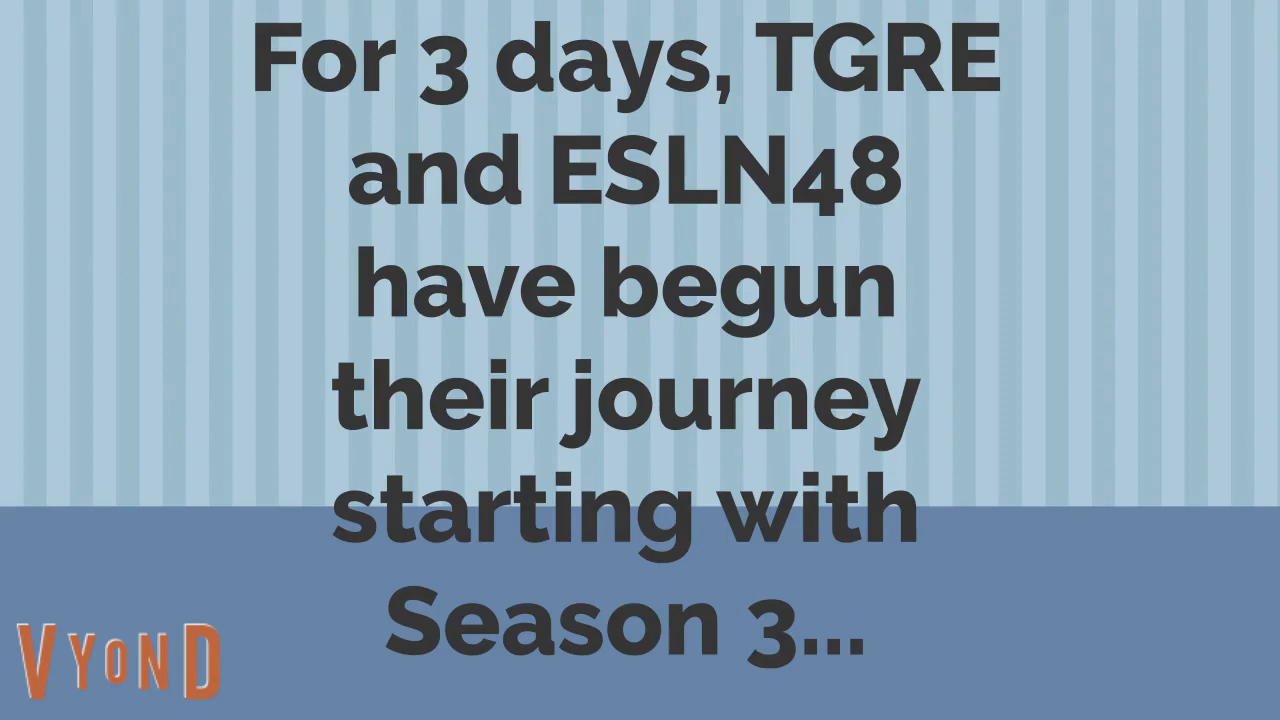 For 3 days, TGRE
and ESLN48
have begun
their journey
starting with
Season 3...
VYOND